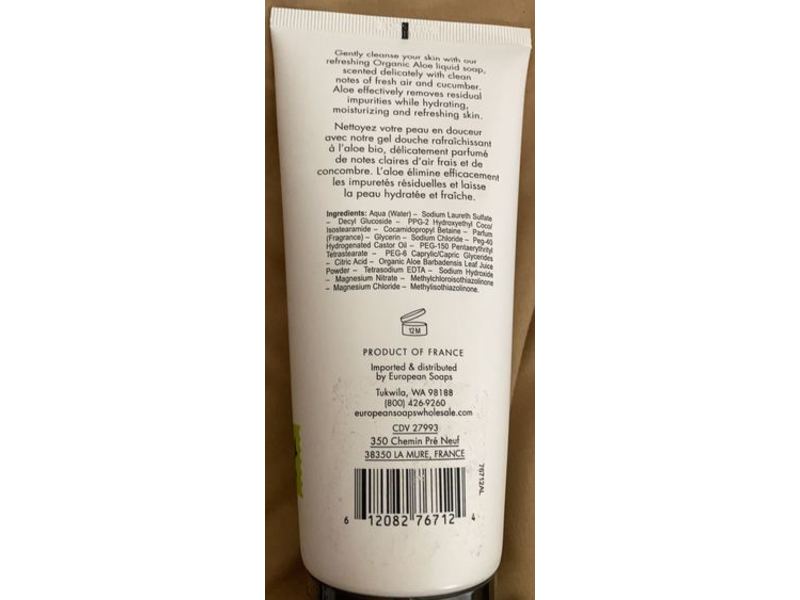 Gently cleanse your skin with our
refreshing Organic Aloe liquid soap,
scented delicately with clean
notes of fresh air and cucumber.
Aloe effectively removes residual
impurities while hydrating,
moisturizing and refreshing skin.
Nettoyez votre peau en douceur
avec notre gel douche rafraîchissant
à l'aloe bio, délicatement parfumé
de notes claires d'air frais et de
concombre. L'aloe élimine efficacement
les impuretés résiduelles et laisse
la peau hydratée et fraîche.
Ingredients: Aqua (Water) – Sodium Laureth Sulfate
– Decyl Glucoside – PPG-2 Hydroxyethyl Coco/
Isostearamide – Cocamidopropyl Betaine – Parfum
(Fragrance) – Glycerin – Sodium Chloride – Peg-40
Hydrogenated Castor Oil – PEG-150 Pentaerythrityl
Tetrastearate – PEG-6 Caprylic/Capric Glycerides
– Citric Acid – Organic Aloe Barbadensis Leaf Juice
Powder – Tetrasodium EDTA – Sodium Hydroxide
– Magnesium Nitrate – Methylchloroisothiazolinone
– Magnesium Chloride – Methylisothiazolinone.
12M
PRODUCT OF FRANCE
Imported & distributed
by European Soaps
Tukwila, WA 98188
(800) 426-9260
europeansoapswholesale.com
CDV 27993
350 Chemin Pré Neuf
38350 LA MURE, FRANCE
76712AL
6 12082 76712 4